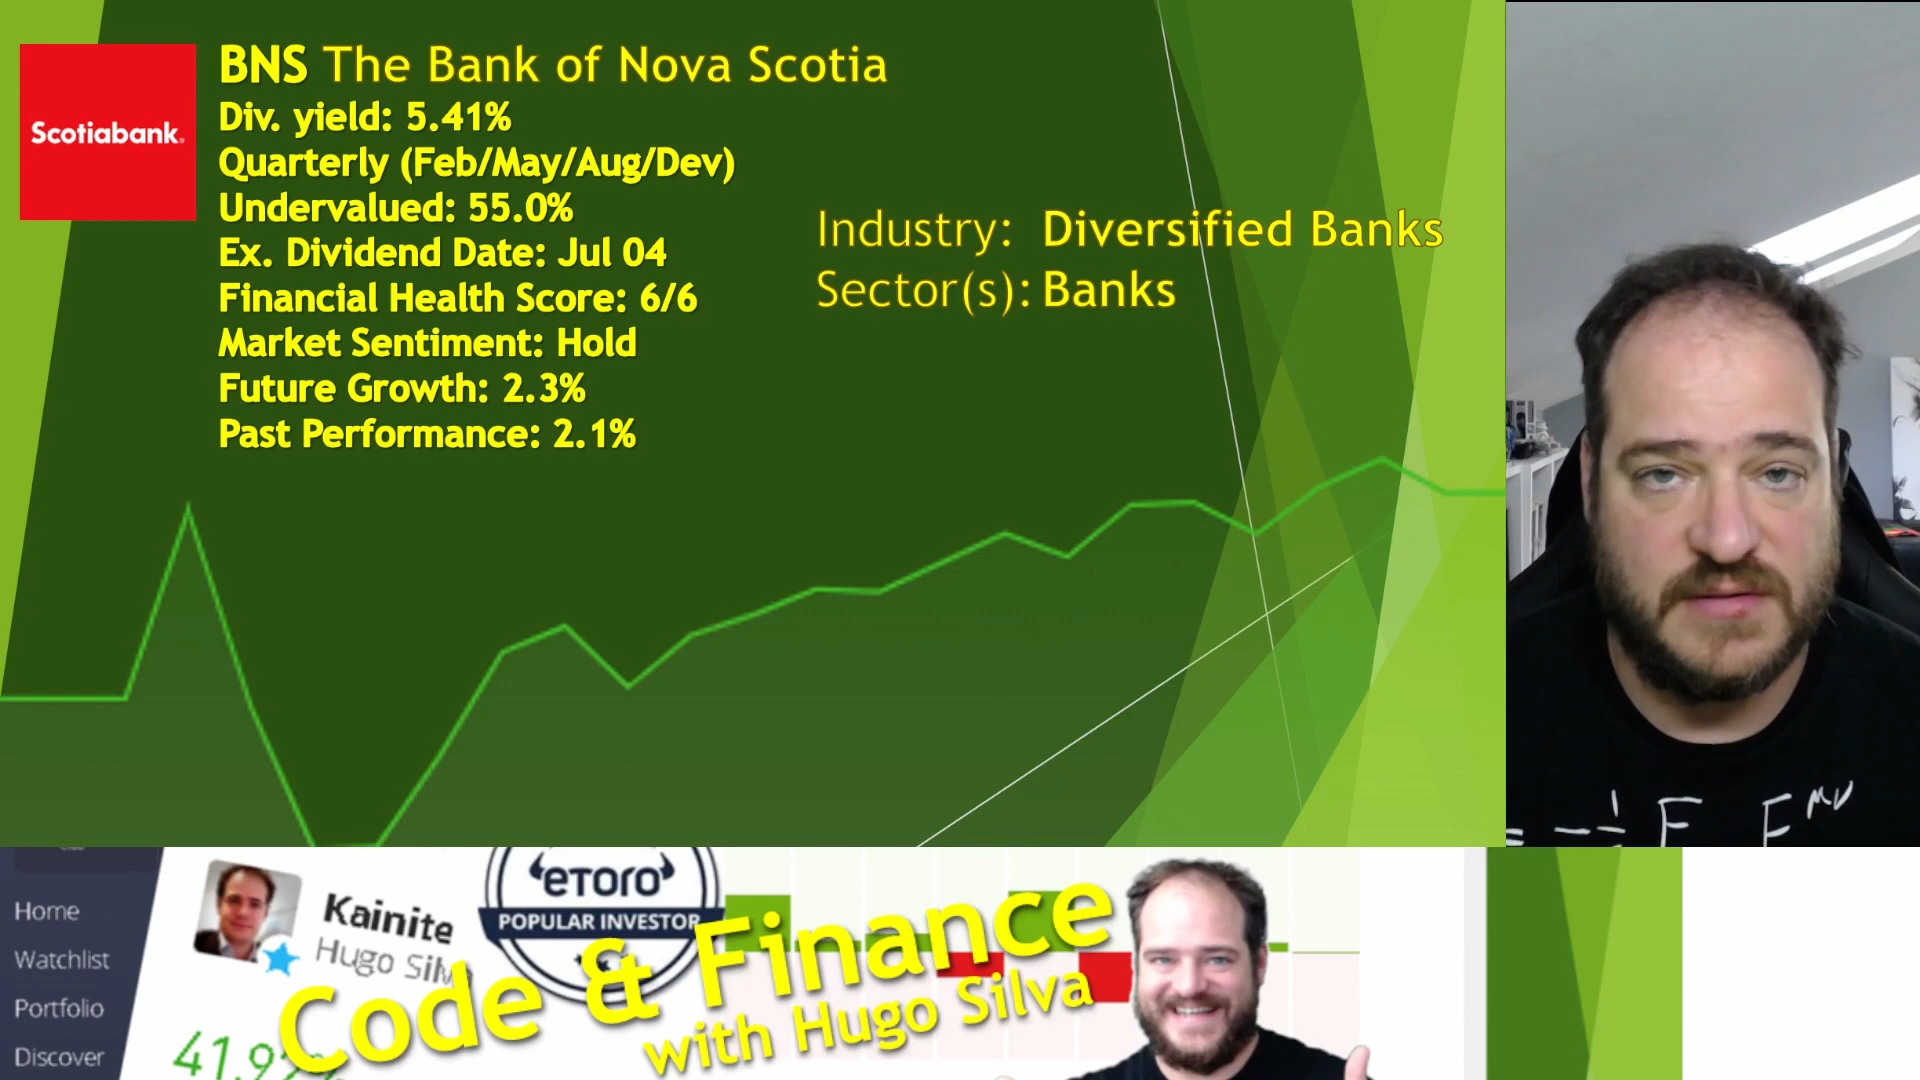 BNS The Bank of Nova Scotia
Scotiabank.
Div. yield: 5.41%
Quarterly (Feb/May/Aug/Dev)
Undervalued: 55.0%
Ex. Dividend Date: Jul 04
Financial Health Score: 6/6
Market Sentiment: Hold
Future Growth: 2.3%
Past Performance: 2.1%
Industry: Diversified Banks
Sector(s): Banks
Home
Watchlist
Portfolio
Discover
Kainite
Hugo Silva
eTORO
POPULAR INVESTOR
Code & Finance
with Hugo Silva